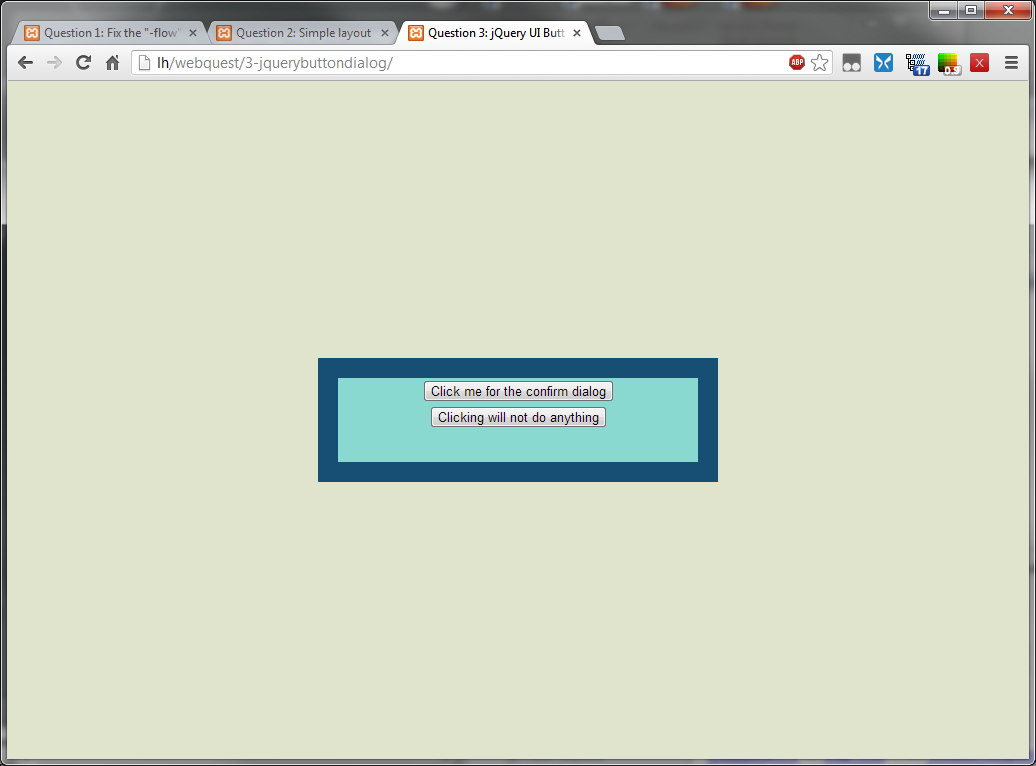 Question 1: Fix the "-flow"
Question 2: Simple layout
Question 3: jQuery UI Butt
lh/webquest/3-jquerybuttondialog/
ABP
17
0.9
X
Click me for the confirm dialog
Clicking will not do anything